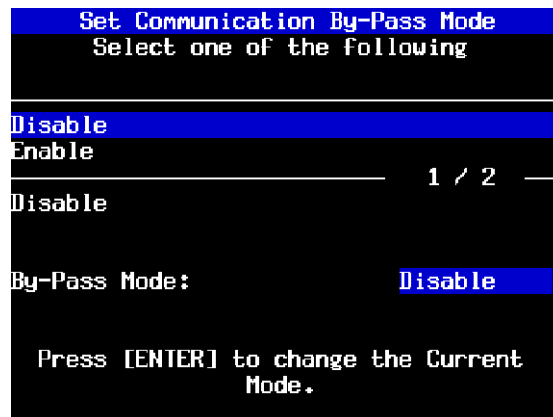 Set Communication By-Pass Mode
Select one of the following
Disable
Enable
1 / 2
Disable
By-Pass Mode: Disable
Press [ENTER] to change the Current
Mode.